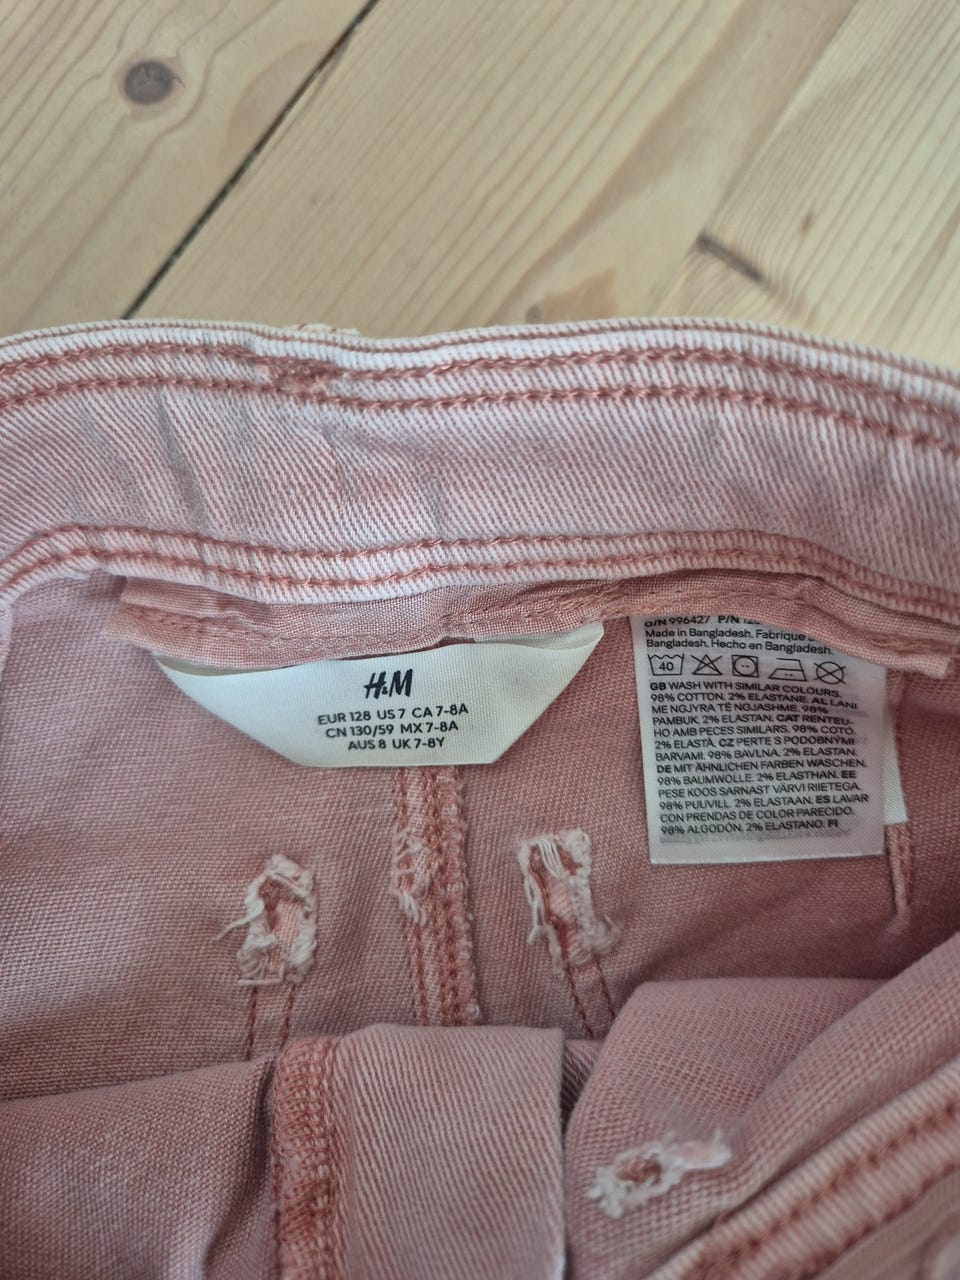 H&M
EUR 128 US 7 CA 7-8A
CN 130/59 MX 7-8A
AUS 8 UK 7-8Y
O/N 996427 P/N
Made in Bangladesh. Fabriqué
Bangladesh. Hecho en Bangladesh.
40
GB WASH WITH SIMILAR COLOURS.
98% COTTON. 2% ELASTANE. AL LANI
ME NGJYRA TË NGJASHME. 98%
PAMBUK. 2% ELASTAN. CAT RENTEU-
HO AMB PECES SIMILARS. 98% COTÓ.
2% ELASTÀ. CZ PERTE S PODOBNÝMI
BARVAMI. 98% BAVLNA. 2% ELASTAN.
DE MIT ÄHNLICHEN FARBEN WASCHEN.
98% BAUMWOLLE. 2% ELASTHAN. EE
PESE KOOS SARNAST VÄRVI RIIETEGA.
98% PUUVILL. 2% ELASTAAN. ES LAVAR
CON PRENDAS DE COLOR PARECIDO.
98% ALGODÓN. 2% ELASTANO. FI